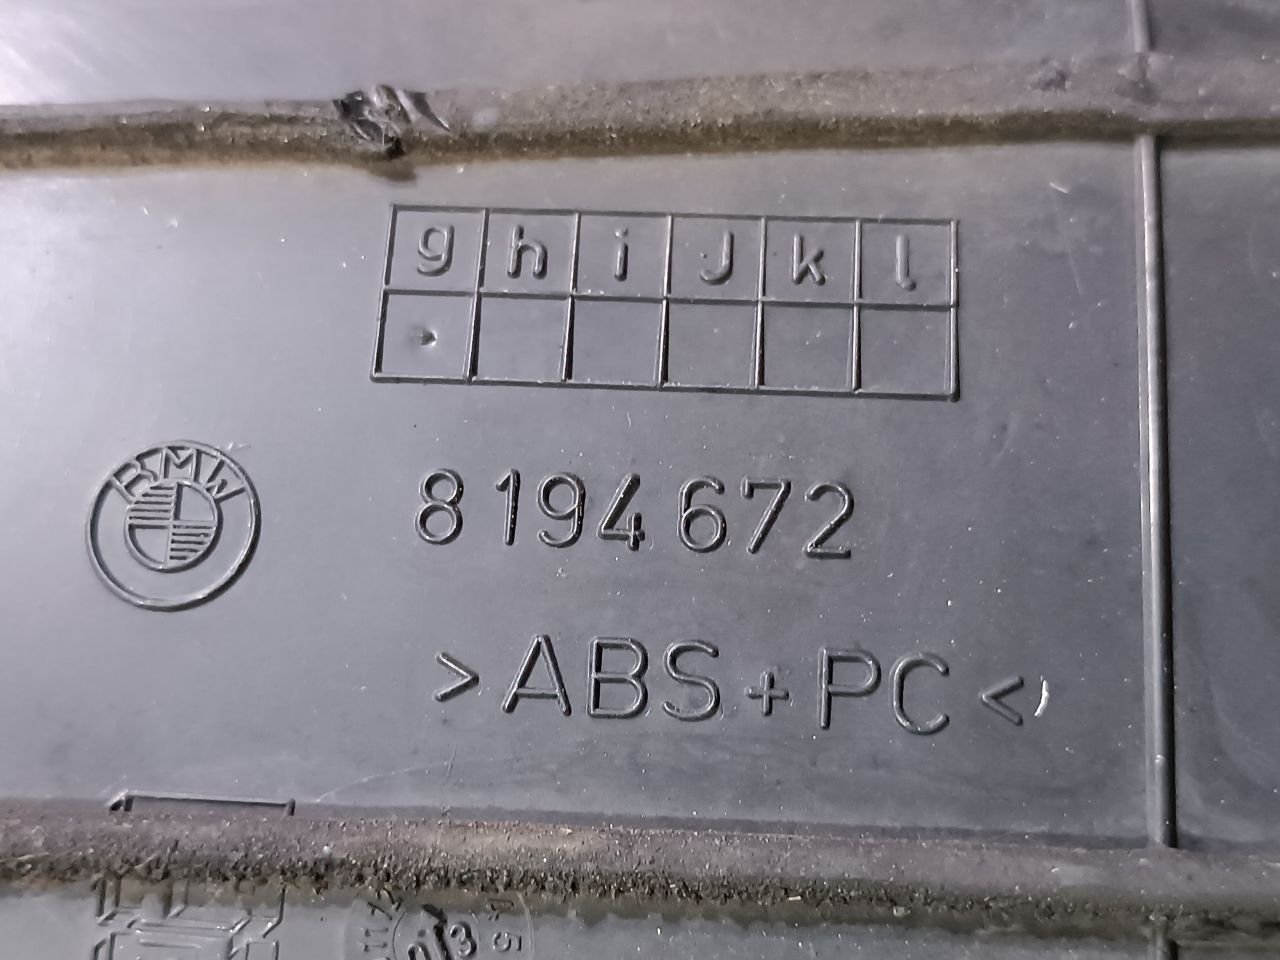 g h i J k l
BMW
8194672
>ABS+PC<